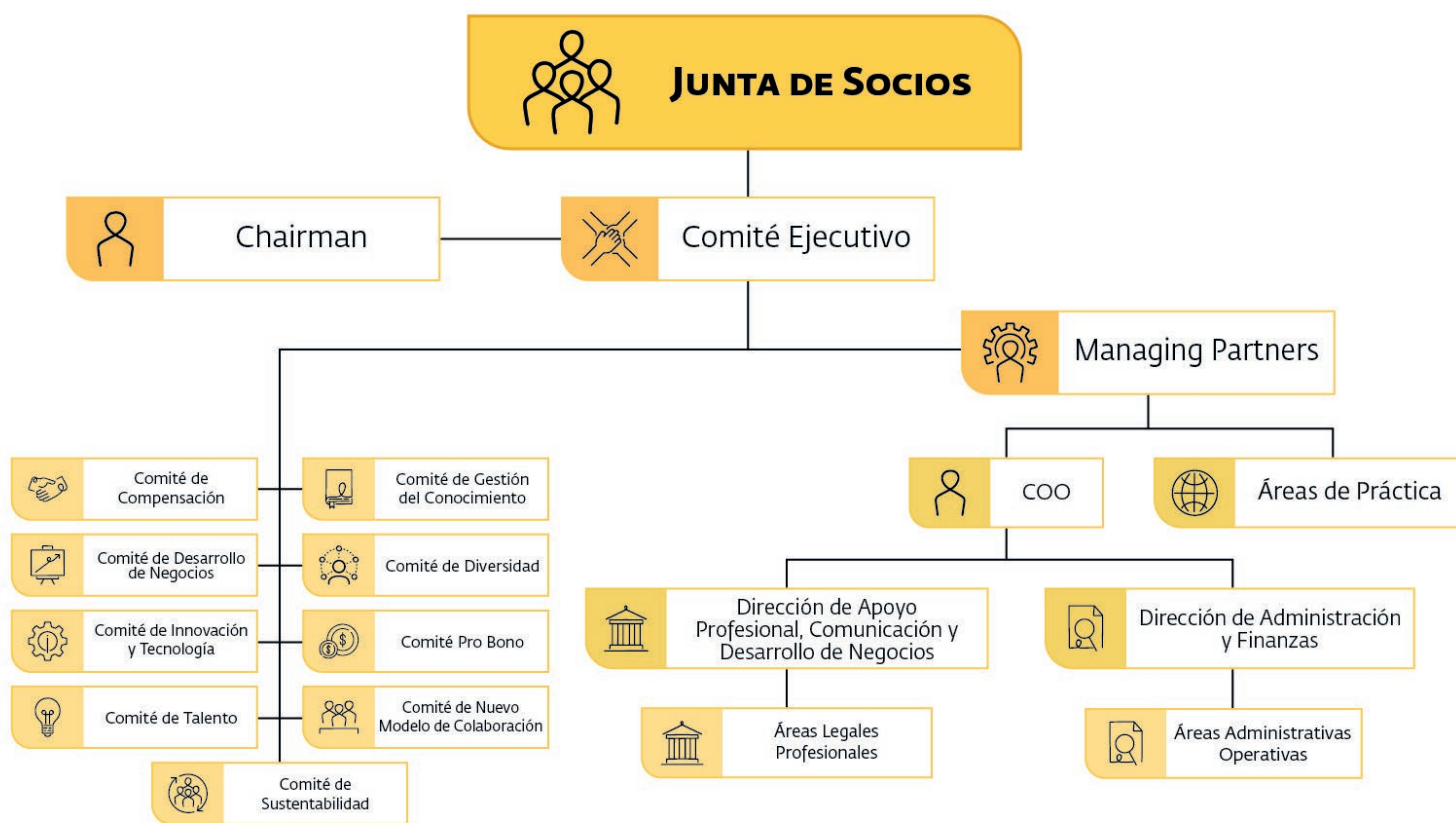 JUNTA DE SOCIOS
Chairman
Comité Ejecutivo
Managing Partners
Comité de
Compensación
Comité de Gestión
del Conocimiento
COO
Áreas de Práctica
Comité de Desarrollo
de Negocios
Comité de Diversidad
Comité de Innovación
y Tecnología
Comité Pro Bono
Dirección de Apoyo
Profesional, Comunicación y
Desarrollo de Negocios
Dirección de Administración
y Finanzas
Comité de Talento
Comité de Nuevo
Modelo de Colaboración
Áreas Legales
Profesionales
Áreas Administrativas
Operativas
Comité de
Sustentabilidad